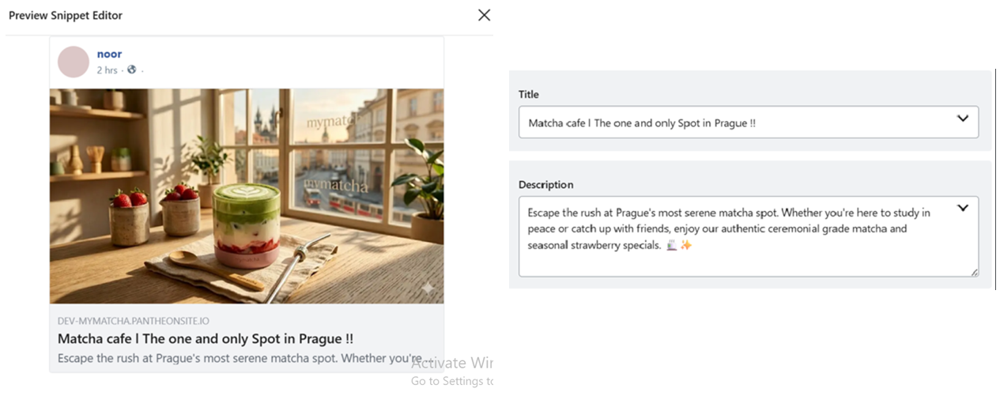 Preview Snippet Editor
noor
2 hrs ·
mymatch
mymatcha
DEV-MYMATCHA.PANTHEONSITE.IO
Matcha cafe l The one and only Spot in Prague !!
Escape the rush at Prague's most serene matcha spot. Whether you're...
Activate Wir
Go to Settings to
Title
Matcha cafe l The one and only Spot in Prague !!
Description
Escape the rush at Prague's most serene matcha spot. Whether you're here to study in
peace or catch up with friends, enjoy our authentic ceremonial grade matcha and
seasonal strawberry specials. 🍵 ✨